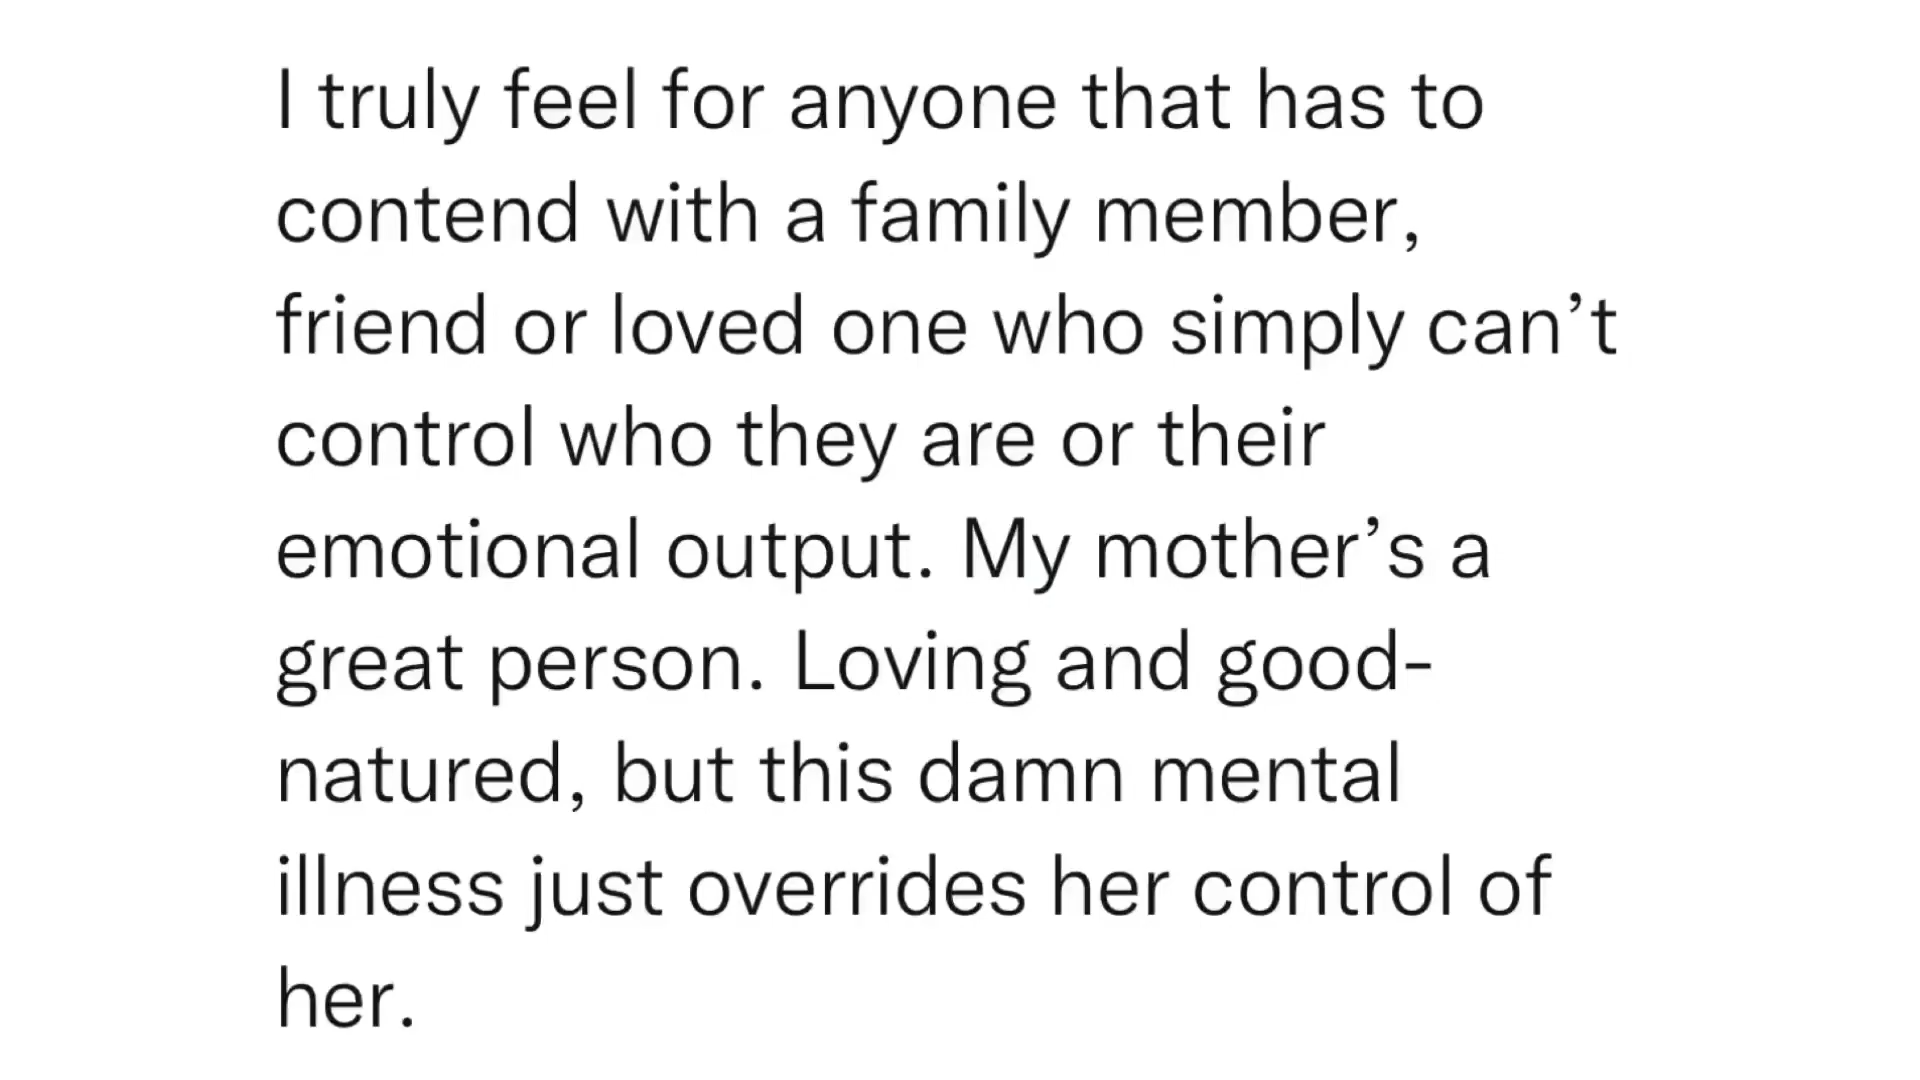 I truly feel for anyone that has to
contend with a family member,
friend or loved one who simply can’t
control who they are or their
emotional output. My mother’s a
great person. Loving and good-
natured, but this damn mental
illness just overrides her control of
her.